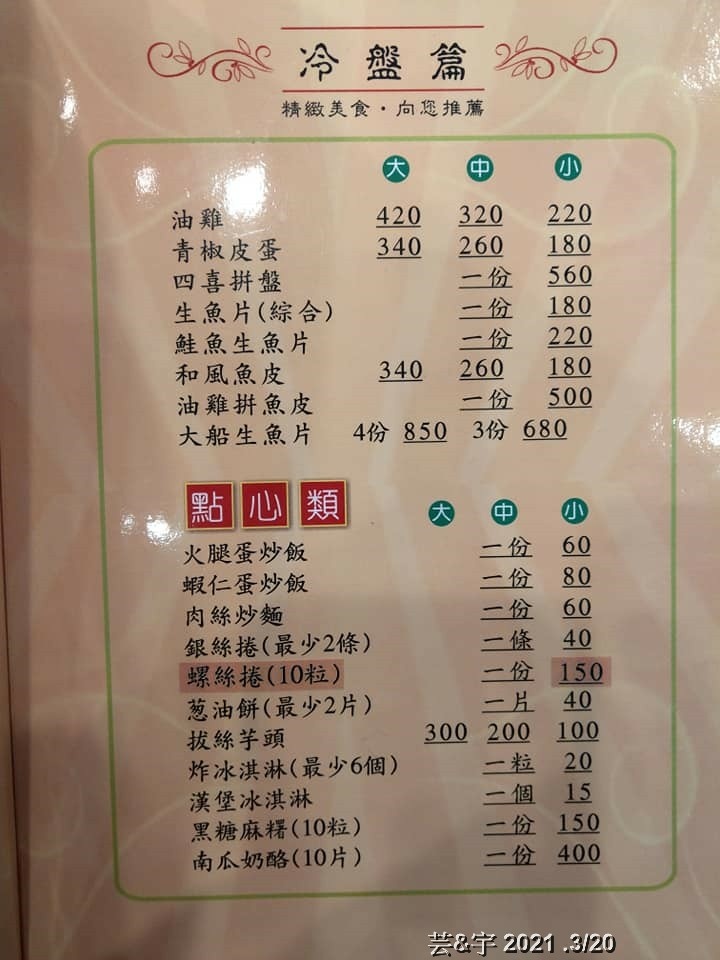 冷盤篇
精緻美食・向您推薦
大 中 小
油雞 420 320 220
青椒皮蛋 340 260 180
四喜拼盤 一份 560
生魚片(綜合) 一份 180
鮭魚生魚片 一份 220
和風魚皮 340 260 180
油雞拼魚皮 一份 500
大船生魚片 4份 850 3份 680
點心類 大 中 小
火腿蛋炒飯 一份 60
蝦仁蛋炒飯 一份 80
肉絲炒麵 一份 60
銀絲捲(最少2條) 一條 40
螺絲捲(10粒) 一份 150
葱油餅(最少2片) 一片 40
拔絲芋頭 300 200 100
炸冰淇淋(最少6個) 一粒 20
漢堡冰淇淋 一個 15
黑糖麻糬(10粒) 一份 150
南瓜奶酪(10片) 一份 400
芸&宇 2021 .3/20